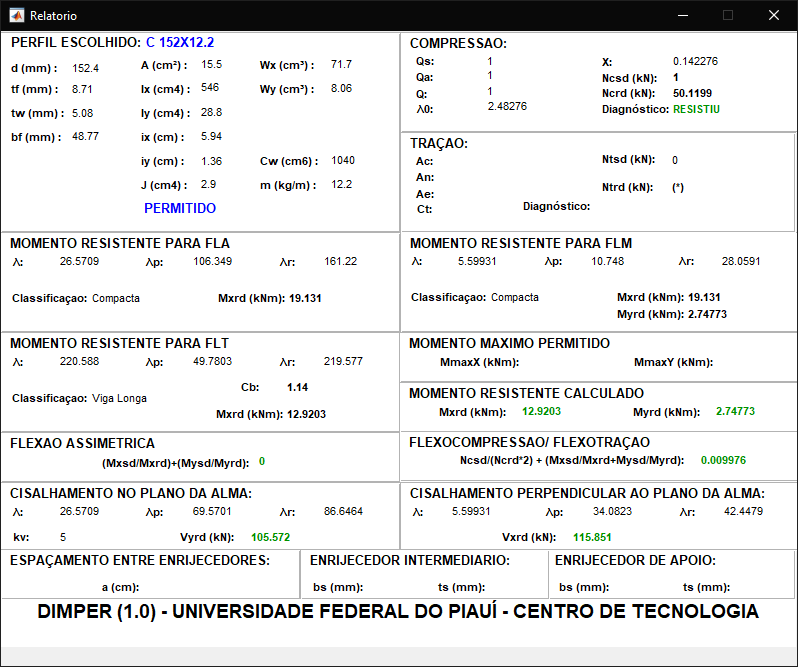 Relatorio
PERFIL ESCOLHIDO: C 152X12.2
d (mm) : 152.4 A (cm²) : 15.5 Wx (cm³) : 71.7
tf (mm) : 8.71 Ix (cm4) : 546 Wy (cm³) : 8.06
tw (mm) : 5.08 Iy (cm4) : 28.8
bf (mm) : 48.77 ix (cm) : 5.94
iy (cm) : 1.36 Cw (cm6) : 1040
J (cm4) : 2.9 m (kg/m) : 12.2
PERMITIDO
COMPRESSAO:
Qs: 1 X: 0.142276
Qa: 1 Ncsd (kN): 1
Q: 1 Ncrd (kN): 50.1199
λ0: 2.48276 Diagnóstico: RESISTIU
TRAÇAO:
Ac: Ntsd (kN): 0
An:
Ae: Ntrd (kN): (*)
Ct: Diagnóstico:
MOMENTO RESISTENTE PARA FLA
λ: 26.5709 λp: 106.349 λr: 161.22
Classificaçao: Compacta Mxrd (kNm): 19.131
MOMENTO RESISTENTE PARA FLM
λ: 5.59931 λp: 10.748 λr: 28.0591
Classificaçao: Compacta Mxrd (kNm): 19.131
Myrd (kNm): 2.74773
MOMENTO RESISTENTE PARA FLT
λ: 220.588 λp: 49.7803 λr: 219.577
Cb: 1.14
Classificaçao: Viga Longa
Mxrd (kNm): 12.9203
MOMENTO MAXIMO PERMITIDO
MmaxX (kNm): MmaxY (kNm):
MOMENTO RESISTENTE CALCULADO
Mxrd (kNm): 12.9203 Myrd (kNm): 2.74773
FLEXAO ASSIMETRICA
(Mxsd/Mxrd)+(Mysd/Myrd): 0
FLEXOCOMPRESSAO/ FLEXOTRAÇAO
Ncsd/(Ncrd*2) + (Mxsd/Mxrd+Mysd/Myrd): 0.009976
CISALHAMENTO NO PLANO DA ALMA:
λ: 26.5709 λp: 69.5701 λr: 86.6464
kv: 5 Vyrd (kN): 105.572
CISALHAMENTO PERPENDICULAR AO PLANO DA ALMA:
λ: 5.59931 λp: 34.0823 λr: 42.4479
Vxrd (kN): 115.851
ESPAÇAMENTO ENTRE ENRIJECEDORES:
a (cm):
ENRIJECEDOR INTERMEDIARIO:
bs (mm): ts (mm):
ENRIJECEDOR DE APOIO:
bs (mm): ts (mm):
DIMPER (1.0) - UNIVERSIDADE FEDERAL DO PIAUÍ - CENTRO DE TECNOLOGIA